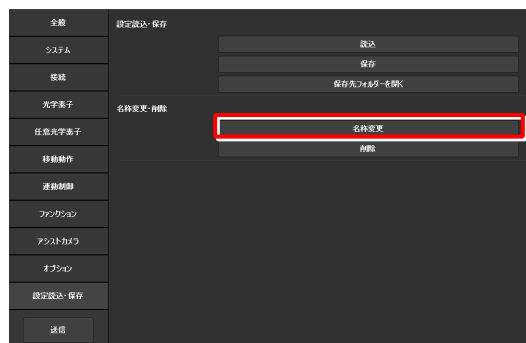 全般
システム
接続
光学素子
任意光学素子
移動動作
連動制御
ファンクション
アシストカメラ
オプション
設定読込・保存
送信
設定読込・保存
読込
保存
保存先フォルダーを開く
名称変更・削除
名称変更
削除